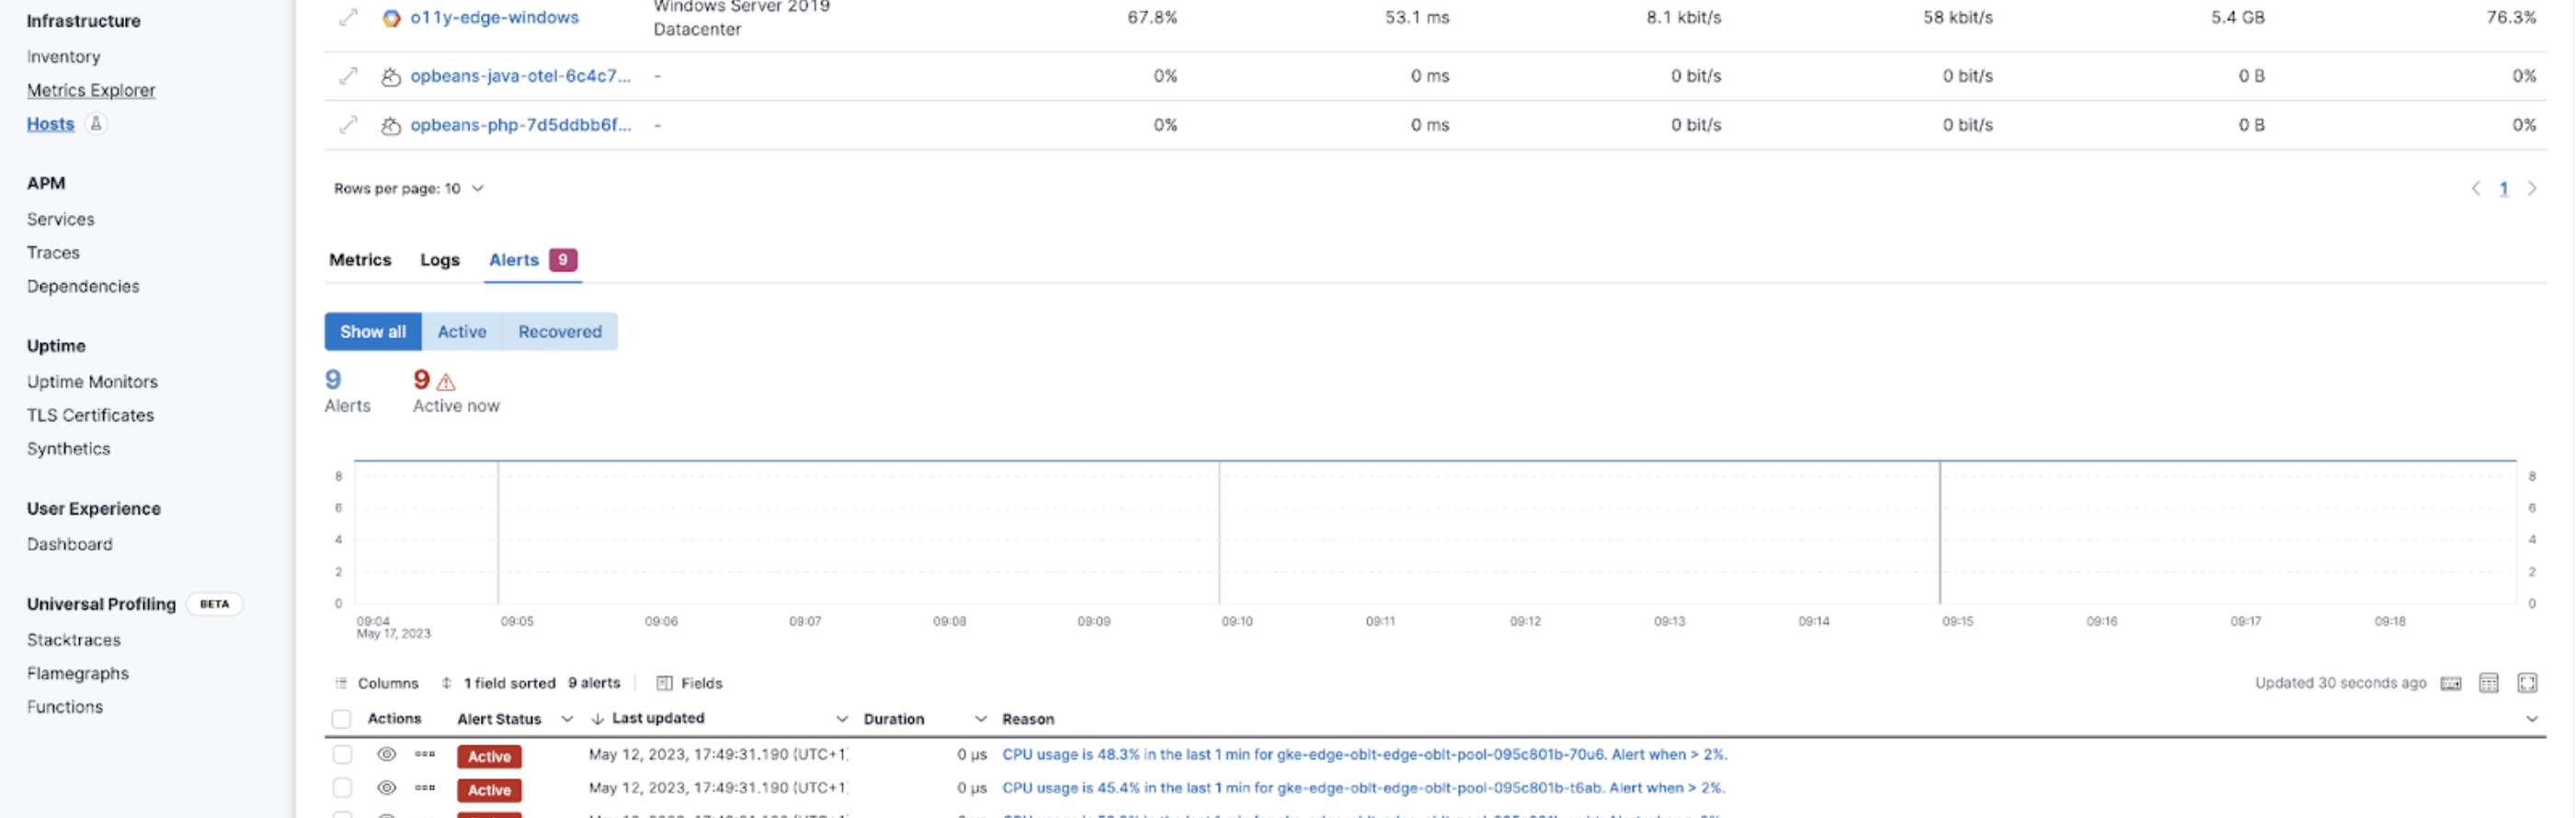 Infrastructure
Inventory
Metrics Explorer
Hosts
APM
Services
Traces
Dependencies
Uptime
Uptime Monitors
TLS Certificates
Synthetics
User Experience
Dashboard
Universal Profiling BETA
Stacktraces
Flamegraphs
Functions
o11y-edge-windows Windows Server 2019 Datacenter 67.8% 53.1 ms 8.1 kbit/s 58 kbit/s 5.4 GB 76.3%
opbeans-java-otel-6c4c7... - 0% 0 ms 0 bit/s 0 bit/s 0 B 0%
opbeans-php-7d5ddbb6f... - 0% 0 ms 0 bit/s 0 bit/s 0 B 0%
Rows per page: 10 1
Metrics Logs Alerts 9
Show all Active Recovered
9 9
Alerts Active now
8 8
6 6
4 4
2 2
0 0
09:04 09:05 09:06 09:07 09:08 09:09 09:10 09:11 09:12 09:13 09:14 09:15 09:16 09:17 09:18
May 17, 2023
Columns 1 field sorted 9 alerts Fields Updated 30 seconds ago
Actions Alert Status Last updated Duration Reason
Active May 12, 2023, 17:49:31.190 (UTC+1 0 µs CPU usage is 48.3% in the last 1 min for gke-edge-oblt-edge-oblt-pool-095c801b-70u6. Alert when > 2%.
Active May 12, 2023, 17:49:31.190 (UTC+1 0 µs CPU usage is 45.4% in the last 1 min for gke-edge-oblt-edge-oblt-pool-095c801b-t6ab. Alert when > 2%.